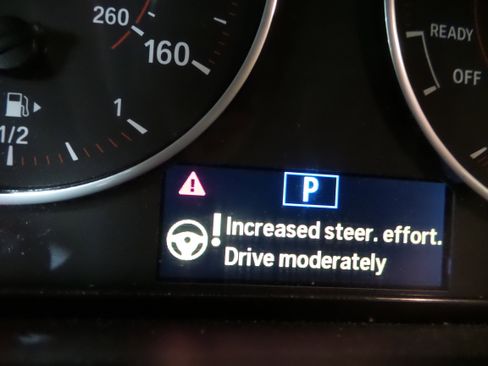 260
160
READY
OFF
1
1/2
P
! Increased steer. effort.
Drive moderately